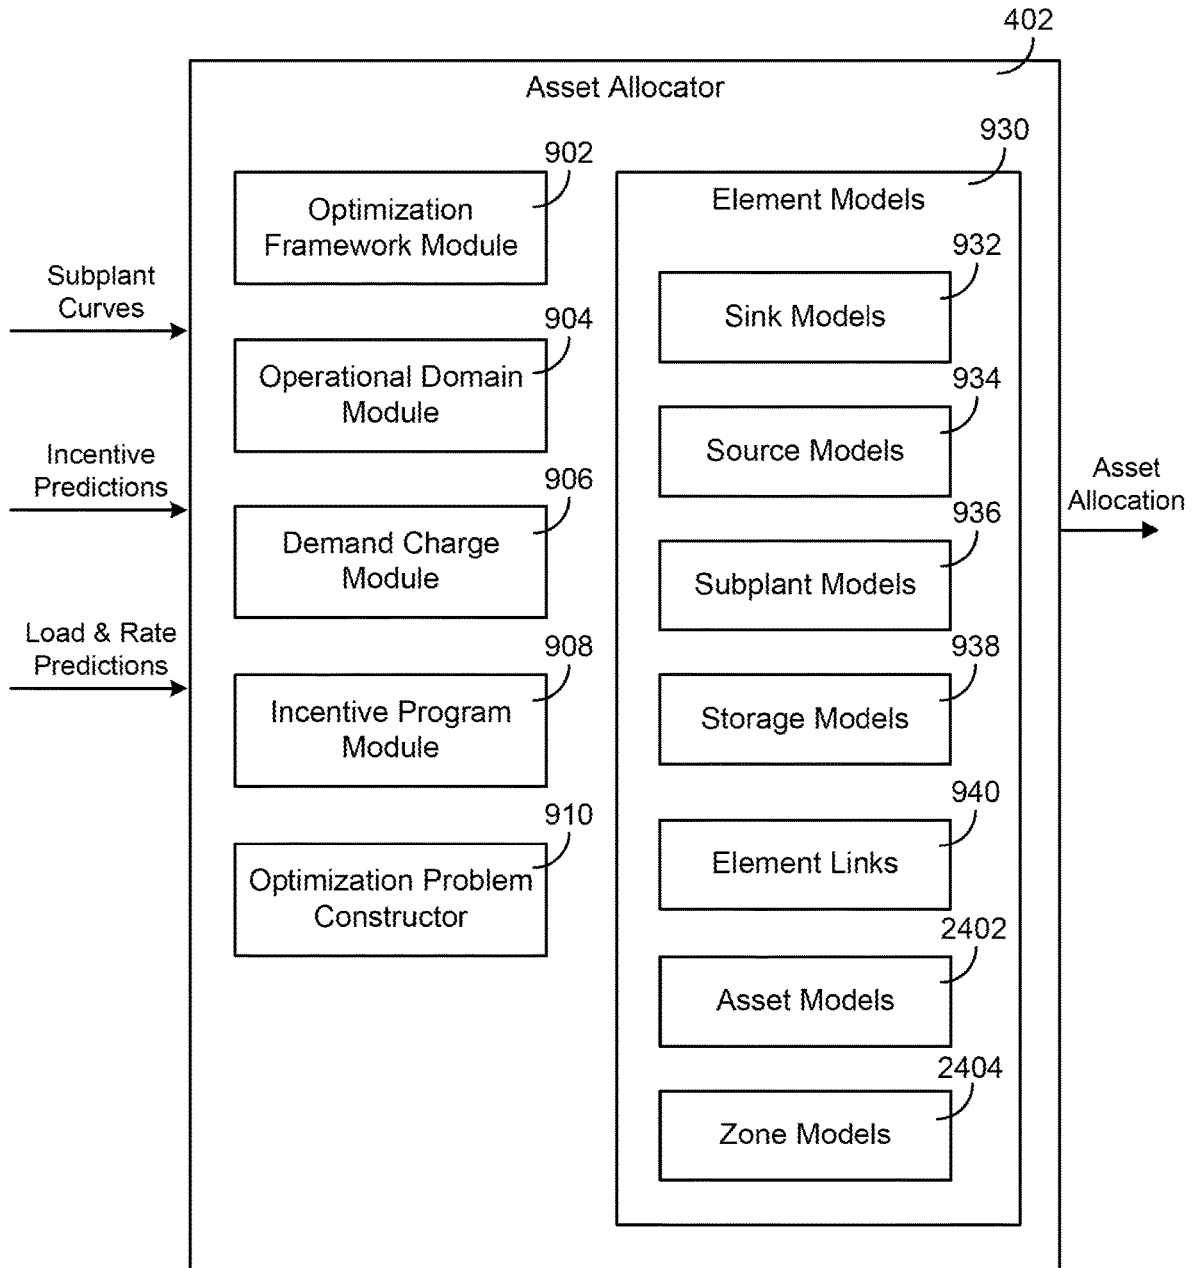 402
Asset Allocator
902
930
Optimization
Framework Module
Element Models
932
Sink Models
Subplant
Curves
904
Operational Domain
Module
934
Source Models
Incentive
Predictions
906
Demand Charge
Module
936
Subplant Models
Asset
Allocation
Load & Rate
Predictions
908
Incentive Program
Module
938
Storage Models
910
Optimization Problem
Constructor
940
Element Links
2402
Asset Models
2404
Zone Models